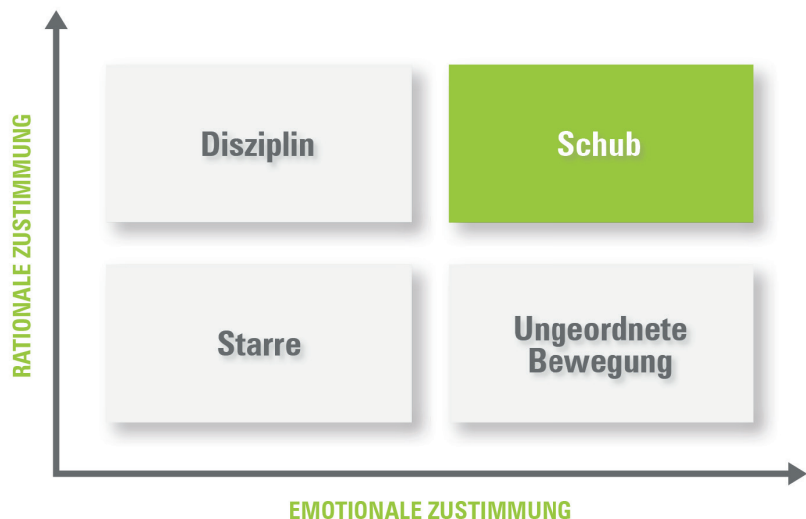 RATIONALE ZUSTIMMUNG
Disziplin
Schub
Starre
Ungeordnete
Bewegung
EMOTIONALE ZUSTIMMUNG